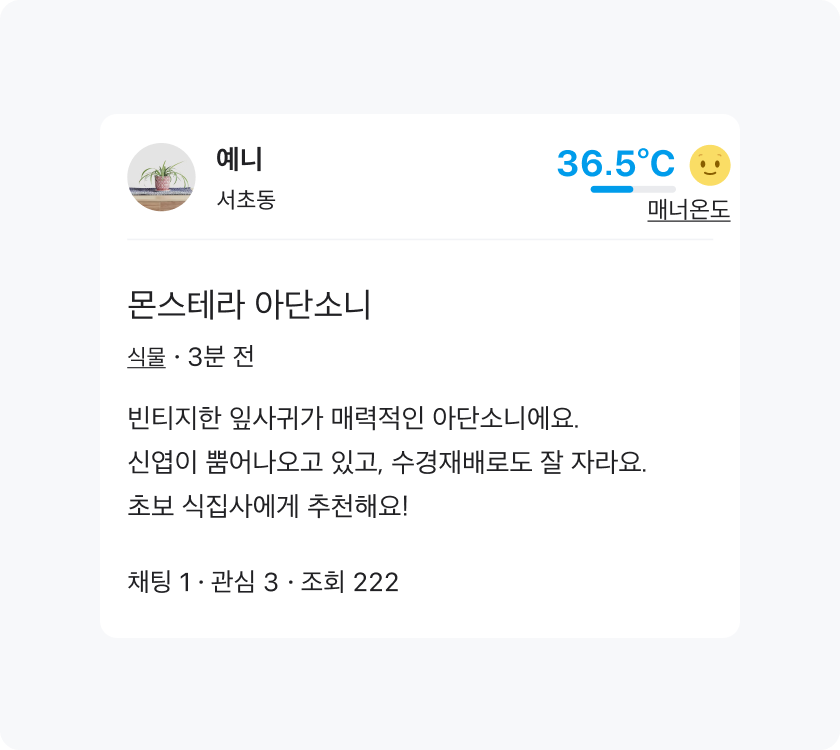 예니
서초동
36.5°C
매너온도
몬스테라 아단소니
식물 · 3분 전
빈티지한 잎사귀가 매력적인 아단소니에요.
신엽이 뿜어나오고 있고, 수경재배로도 잘 자라요.
초보 식집사에게 추천해요!
채팅 1 · 관심 3 · 조회 222